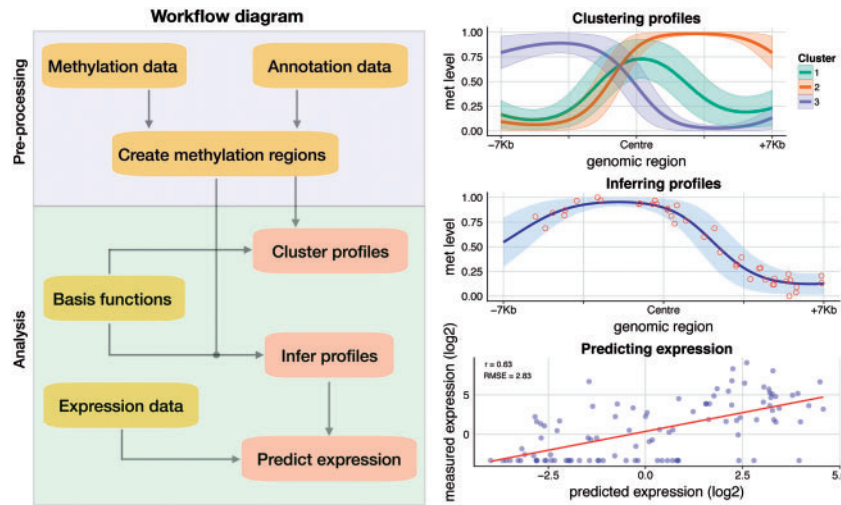 Workflow diagram
Pre-processing
Methylation data
Annotation data
Create methylation regions
Analysis
Cluster profiles
Basis functions
Infer profiles
Expression data
Predict expression
Clustering profiles
met level
1.00
0.75
0.50
0.25
0.00
−7Kb
Centre
+7Kb
genomic region
Cluster
1
2
3
Inferring profiles
met level
1.00
0.75
0.50
0.25
0.00
−7Kb
Centre
+7Kb
genomic region
Predicting expression
measured expression (log2)
r = 0.63
RMSE = 2.83
5
0
−2.5
0.0
2.5
5.
predicted expression (log2)